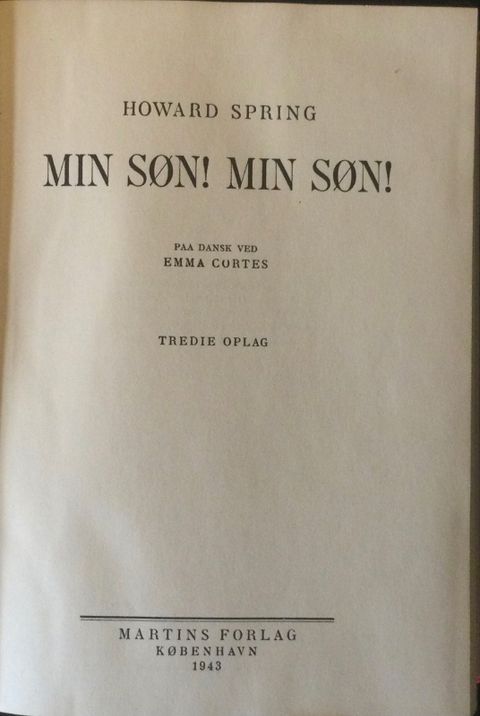 HOWARD SPRING
MIN SØN! MIN SØN!
PAA DANSK VED
EMMA CORTES
TREDIE OPLAG
MARTINS FORLAG
KØBENHAVN
1943